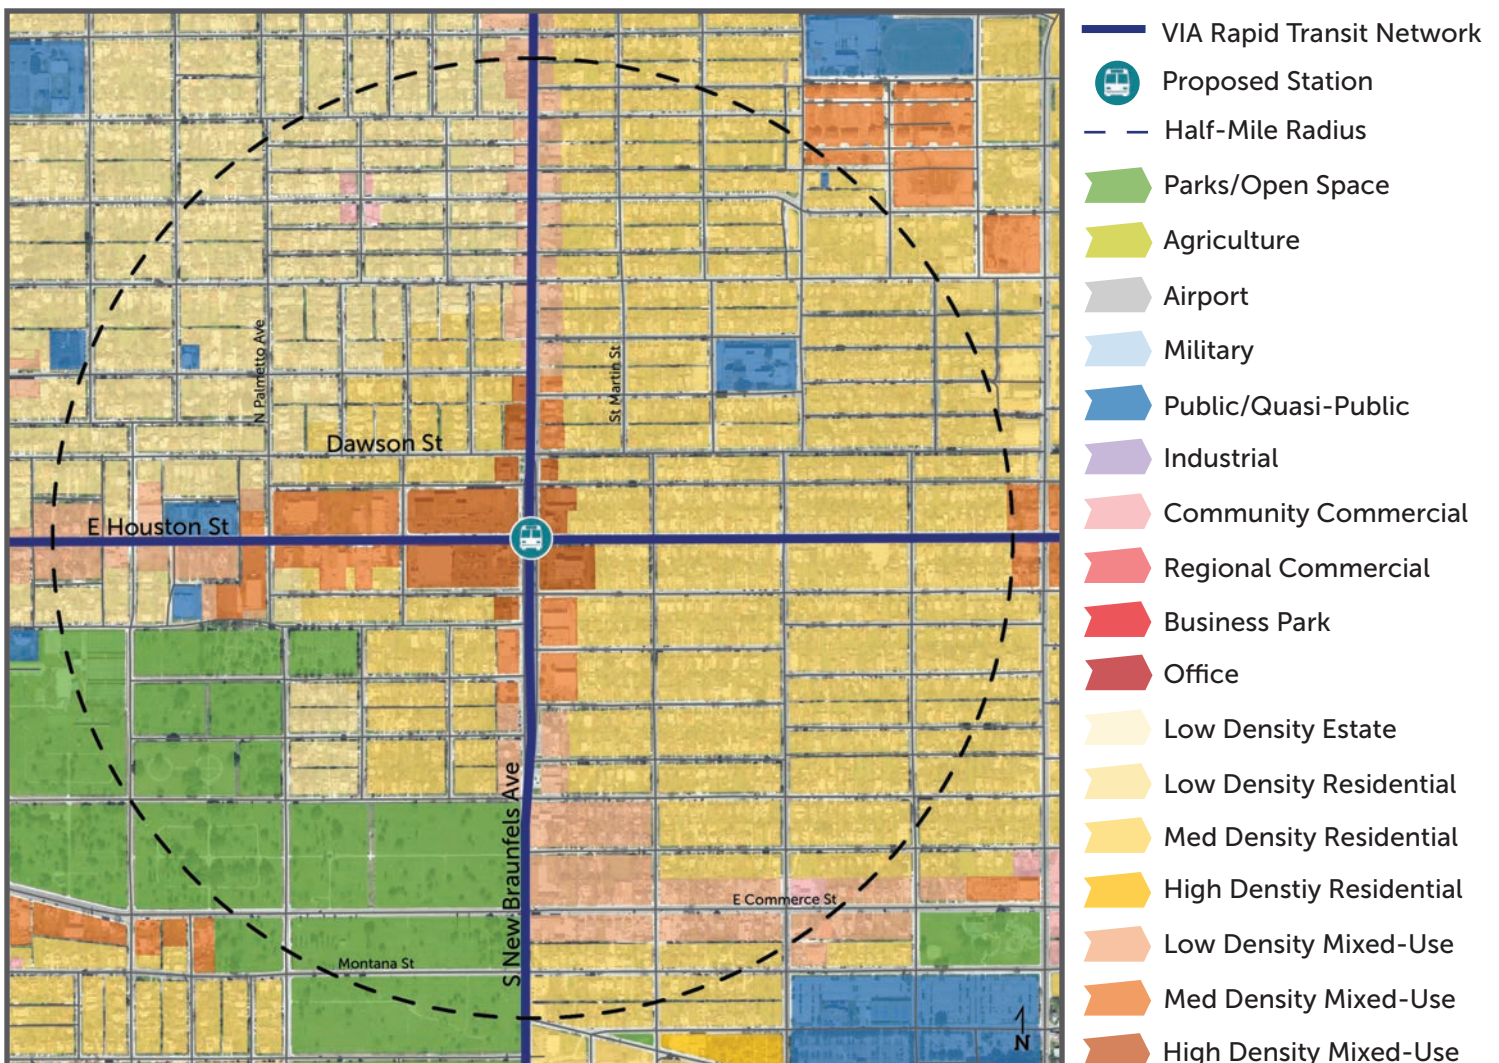 VIA Rapid Transit Network
Proposed Station
Half-Mile Radius
Parks/Open Space
Agriculture
Airport
Military
Public/Quasi-Public
Industrial
Community Commercial
Regional Commercial
Business Park
Office
Low Density Estate
Low Density Residential
Med Density Residential
High Denstiy Residential
Low Density Mixed-Use
Med Density Mixed-Use
High Density Mixed-Use
N Palmetto Ave
St Martin St
Dawson St
E Houston St
S New Braunfels Ave
E Commerce St
Montana St
N